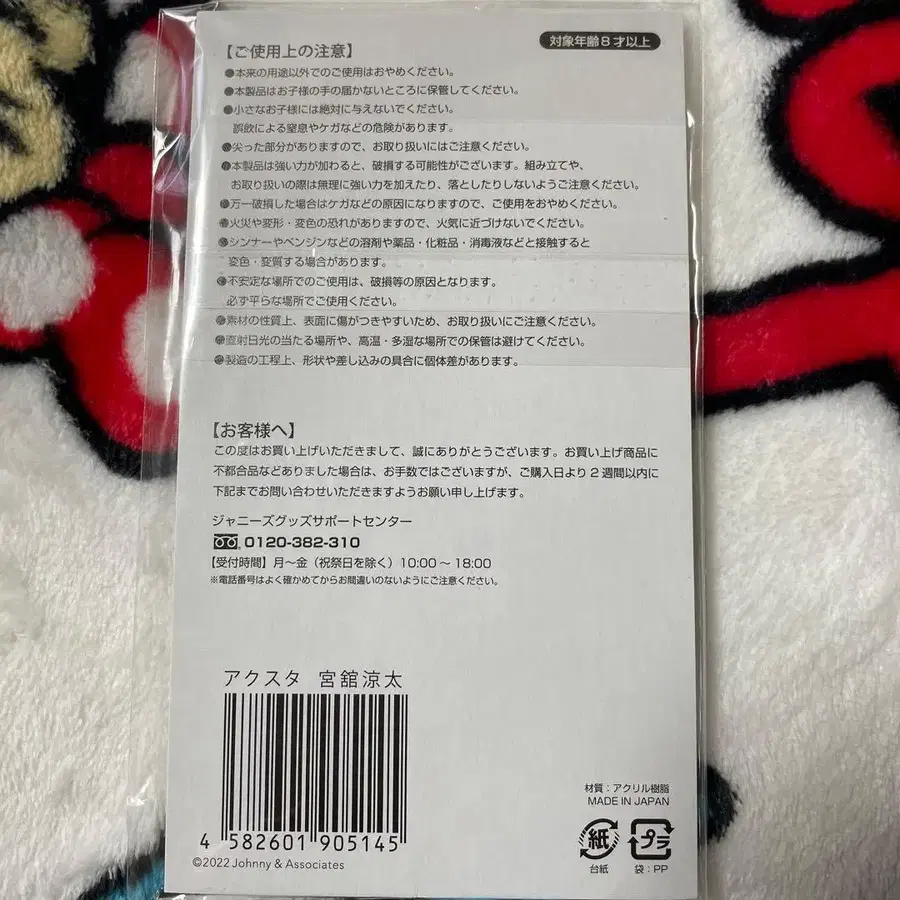 【ご使用上の注意】
対象年齢8才以上
●本来の用途以外でのご使用はおやめください。
●本製品はお子様の手の届かないところに保管してください。
●小さなお子様には絶対に与えないでください。
誤飲による窒息やケガなどの危険があります。
●尖った部分がありますので、お取り扱いにはご注意ください。
●本製品は強い力が加わると、破損する可能性がございます。組み立てや、
お取り扱いの際は無理に強い力を加えたり、落としたりしないようご注意ください。
●万一破損した場合はケガなどの原因になりますので、ご使用をおやめください。
●火災や変形・変色の恐れがありますので、火気に近づけないでください。
●シンナーやベンジンなどの溶剤や薬品・化粧品・消毒液などと接触すると
変色・変質する場合があります。
●不安定な場所でのご使用は、破損等の原因となります。
必ず平らな場所でご使用ください。
●素材の性質上、表面に傷がつきやすいため、お取り扱いにご注意ください。
●直射日光の当たる場所や、高温・多湿な場所での保管は避けてください。
●製造の工程上、形状や差し込みの具合に個体差があります。
【お客様へ】
この度はお買い上げいただきまして、誠にありがとうございます。お買い上げ商品に
不都合品などありました場合は、お手数ではございますが、ご購入日より2週間以内に
下記までお問い合わせいただきますようお願い申し上げます。
ジャニーズグッズサポートセンター
0120-382-310
【受付時間】月〜金（祝祭日を除く）10:00〜18:00
※電話番号はよく確かめてからお間違いのないようにご注意ください。
アクスタ 宮舘涼太
4 582601 905145
©2022 Johnny & Associates
材質：アクリル樹脂
MADE IN JAPAN
紙 プラ
台紙 袋：PP